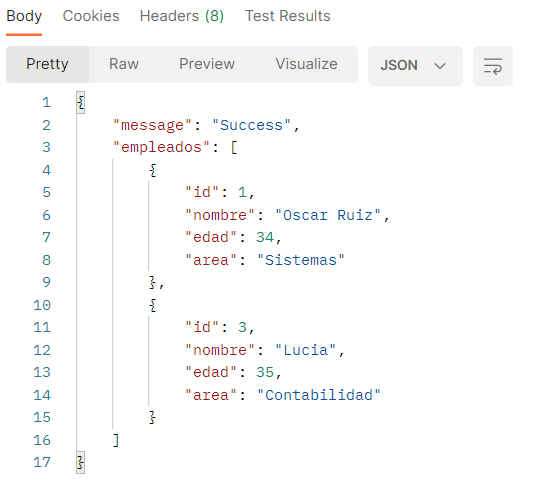 Body Cookies Headers (8) Test Results
Pretty Raw Preview Visualize JSON
1 {
2 "message": "Success",
3 "empleados": [
4 {
5 "id": 1,
6 "nombre": "Oscar Ruiz",
7 "edad": 34,
8 "area": "Sistemas"
9 },
10 {
11 "id": 3,
12 "nombre": "Lucia",
13 "edad": 35,
14 "area": "Contabilidad"
15 }
16 ]
17 }